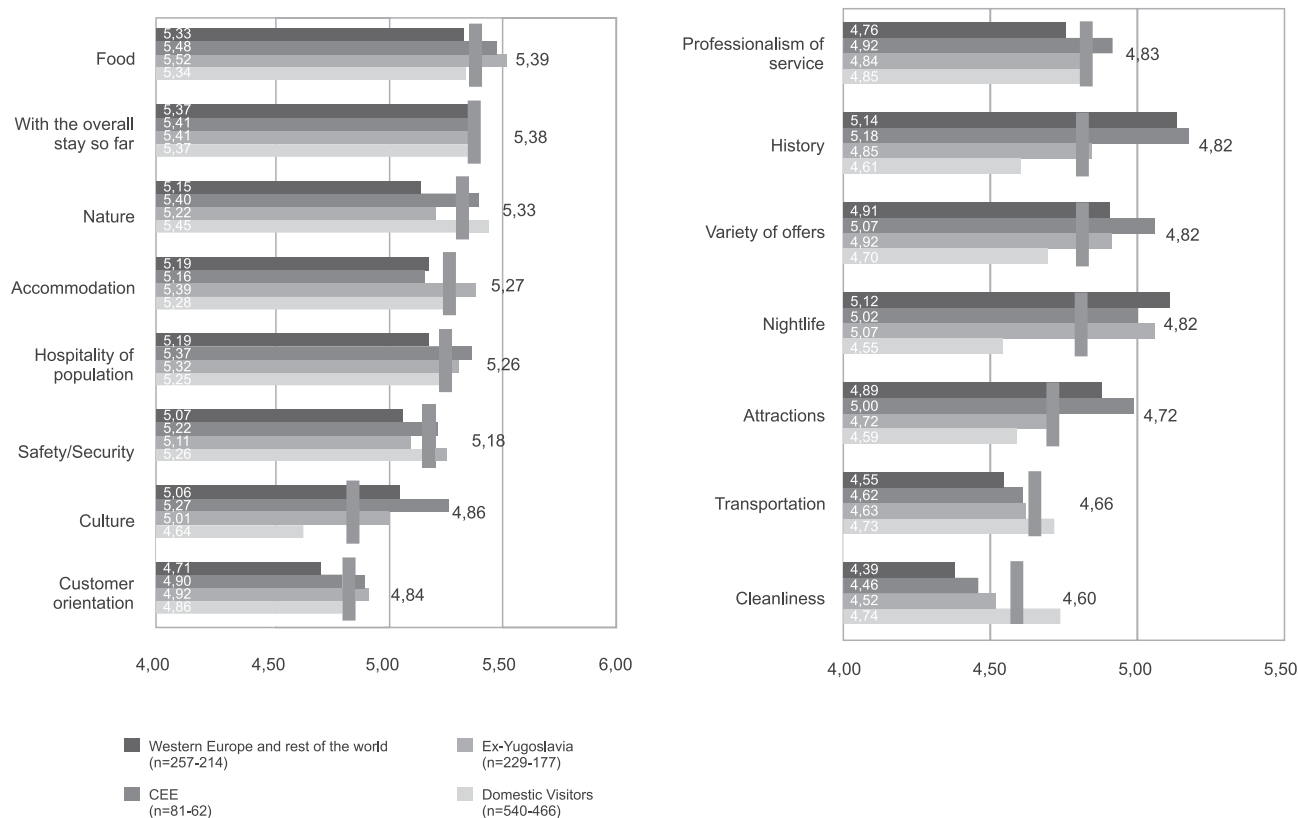 Food
5,33
5,48
5,52
5,34
5,39
With the overall
stay so far
5,37
5,41
5,41
5,37
5,38
Nature
5,15
5,40
5,22
5,45
5,33
Accommodation
5,19
5,16
5,39
5,28
5,27
Hospitality of
population
5,19
5,37
5,32
5,25
5,26
Safety/Security
5,07
5,22
5,11
5,26
5,18
Culture
5,06
5,27
5,01
4,64
4,86
Customer
orientation
4,71
4,90
4,92
4,86
4,84
4,00 4,50 5,00 5,50 6,00
Professionalism of
service
4,76
4,92
4,84
4,85
4,83
History
5,14
5,18
4,85
4,61
4,82
Variety of offers
4,91
5,07
4,92
4,70
4,82
Nightlife
5,12
5,02
5,07
4,55
4,82
Attractions
4,89
5,00
4,72
4,59
4,72
Transportation
4,55
4,62
4,63
4,73
4,66
Cleanliness
4,39
4,46
4,52
4,74
4,60
4,00 4,50 5,00 5,50
Western Europe and rest of the world
(n=257-214)
CEE
(n=81-62)
Ex-Yugoslavia
(n=229-177)
Domestic Visitors
(n=540-466)